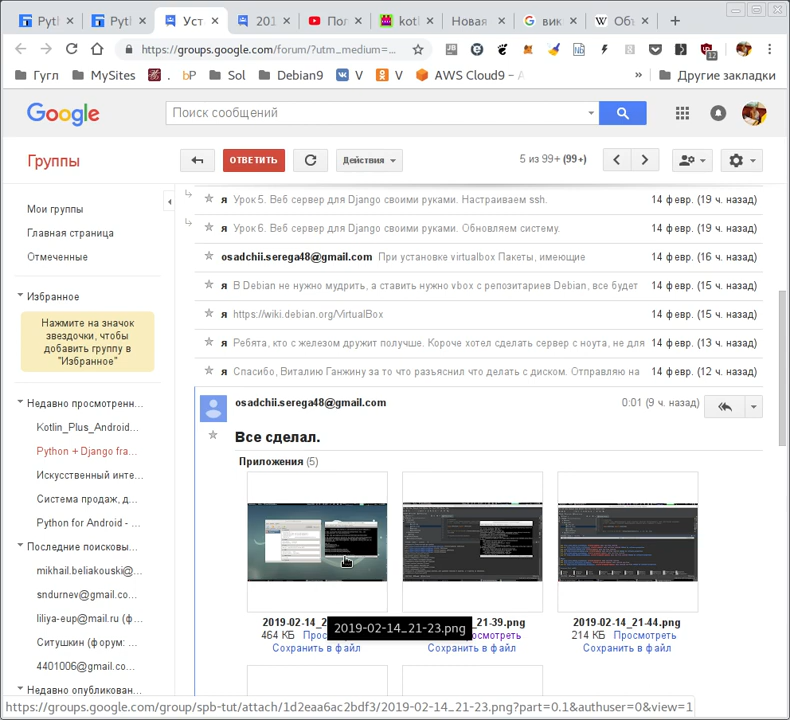 Pyth
Pyth
Уст
201
Пол
kotl
Новая
вик
Объ
https://groups.google.com/forum/?utm_medium=...
12
Гугл
MySites
.
bP
Sol
Debian9
V
V
AWS Cloud9 –
»
Другие закладки
Google
Поиск сообщений
Группы
ОТВЕТИТЬ
Действия
5 из 99+ (99+)
Мои группы
Главная страница
Отмеченные
Избранное
Нажмите на значок
звездочки, чтобы
добавить группу в
"Избранное"
Недавно просмотренн...
Kotlin_Plus_Android...
Python + Django fra...
Искусственный инте...
Система продаж, д...
Python for Android - ...
Последние поисковы...
mikhail.beliakouski@...
sndurnev@gmail.co...
liliya-eup@mail.ru (ф...
Ситушкин (форум: ...
4401006@gmail.co...
Недавно опубликован...
я Урок 5. Веб сервер для Django своими руками. Настраиваем ssh. 14 февр. (19 ч. назад)
я Урок 6. Веб сервер для Django своими руками. Обновляем систему. 14 февр. (19 ч. назад)
osadchii.serega48@gmail.com При установке virtualbox Пакеты, имеющие 14 февр. (16 ч. назад)
я В Debian не нужно мудрить, а ставить нужно vbox с репозитариев Debian, все будет 14 февр. (15 ч. назад)
я https://wiki.debian.org/VirtualBox 14 февр. (15 ч. назад)
я Ребята, кто с железом дружит получше. Короче хотел сделать сервер с ноута, не для 14 февр. (13 ч. назад)
я Спасибо, Виталию Ганжину за то что разъяснил что делать с диском. Отправляю на 14 февр. (12 ч. назад)
osadchii.serega48@gmail.com 0:01 (9 ч. назад)
Все сделал.
Приложения (5)
2019-02-14_2
21-39.png
2019-02-14_21-44.png
464 КБ Прос
смотреть
214 КБ Просмотреть
2019-02-14_21-23.png
Сохранить в файл
Сохранить в файл
Сохранить в файл
https://groups.google.com/group/spb-tut/attach/1d2eaa6ac2bdf3/2019-02-14_21-23.png?part=0.1&authuser=0&view=1